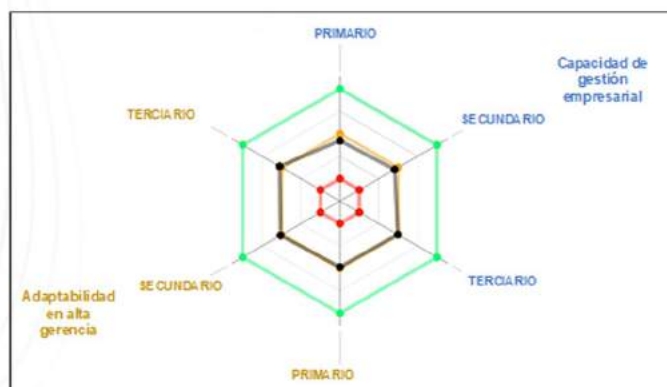 PRIMARIO
Capacidad de
gestión
empresarial
TERCIARIO
SECUNDARIO
SECUNDARIO
TERCIARIO
Adaptabilidad
en alta
gerencia
PRIMARIO